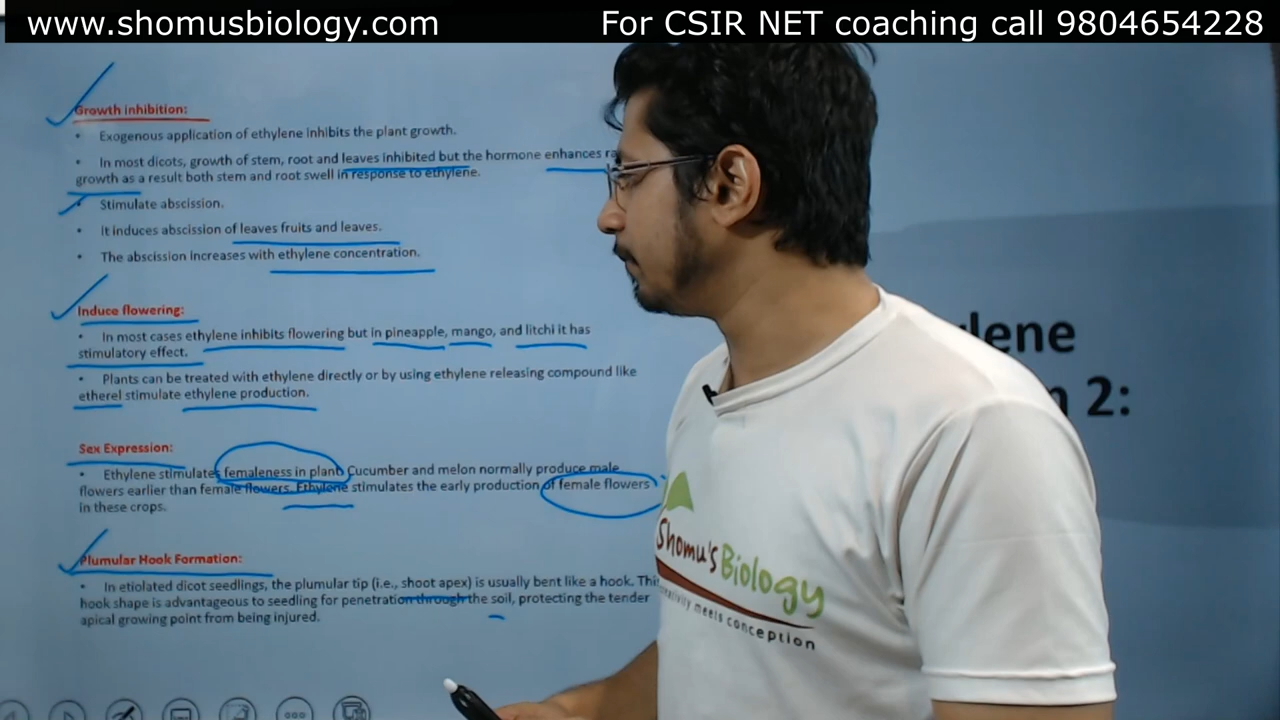 www.shomusbiology.com For CSIR NET coaching call 9804654228
Growth inhibition:
• Exogenous application of ethylene inhibits the plant growth.
• In most dicots, growth of stem, root and leaves inhibited but the hormone enhances
growth as a result both stem and root swell in response to ethylene.
• Stimulate abscission.
• It induces abscission of leaves fruits and leaves.
• The abscission increases with ethylene concentration.
Induce flowering:
• In most cases ethylene inhibits flowering but in pineapple, mango, and litchi it has
stimulatory effect.
• Plants can be treated with ethylene directly or by using ethylene releasing compound like
etherel stimulate ethylene production.
Sex Expression:
• Ethylene stimulates femaleness in plant. Cucumber and melon normally produce male
flowers earlier than female flowers. Ethylene stimulates the early production of female flowers
in these crops.
Plumular Hook Formation:
• In etiolated dicot seedlings, the plumular tip (i.e., shoot apex) is usually bent like a hook. This
hook shape is advantageous to seedling for penetration through the soil, protecting the tender
apical growing point from being injured.
lene
2:
Shomu's Biology
creativity meets conception